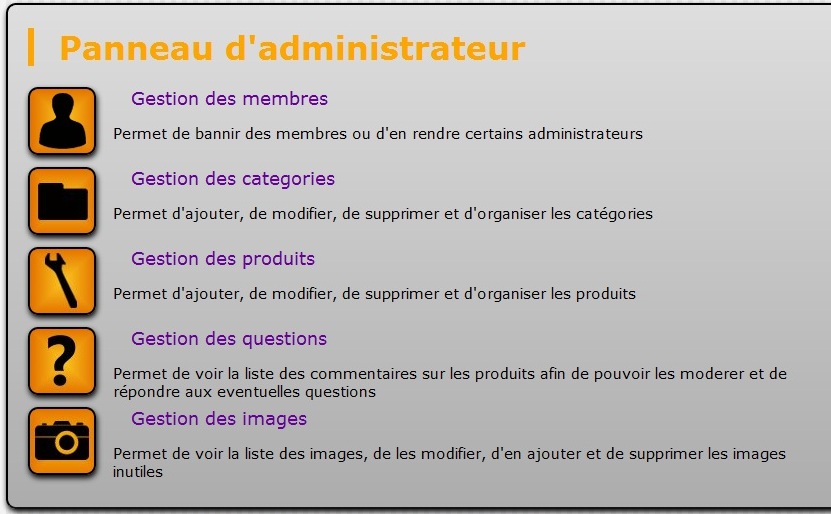 Panneau d'administrateur
Gestion des membres
Permet de bannir des membres ou d'en rendre certains administrateurs
Gestion des categories
Permet d'ajouter, de modifier, de supprimer et d'organiser les catégories
Gestion des produits
Permet d'ajouter, de modifier, de supprimer et d'organiser les produits
Gestion des questions
Permet de voir la liste des commentaires sur les produits afin de pouvoir les moderer et de
répondre aux eventuelles questions
Gestion des images
Permet de voir la liste des images, de les modifier, d'en ajouter et de supprimer les images
inutiles